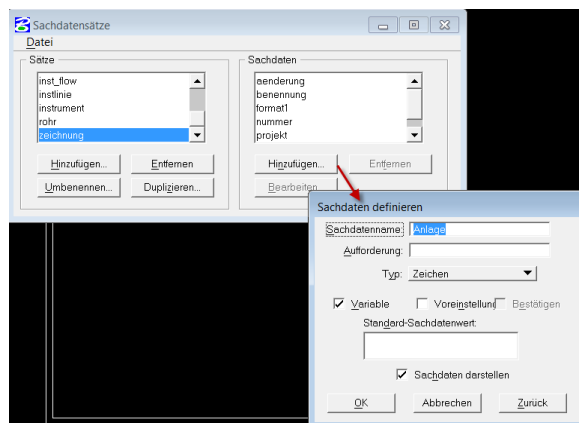 Sachdatensätze
Datei
Sätze
inst_flow
instlinie
instrument
rohr
zeichnung
Hinzufügen...
Entfernen
Umbenennen...
Duplizieren...
Sachdaten
aenderung
benennung
format1
nummer
projekt
Hinzufügen...
Entfernen
Bearbeiten
Sachdaten definieren
Sachdatenname:
Anlage
Aufforderung:
Typ: Zeichen
Variable
Voreinstellung
Bestätigen
Standard-Sachdatenwert:
Sachdaten darstellen
OK
Abbrechen
Zurück